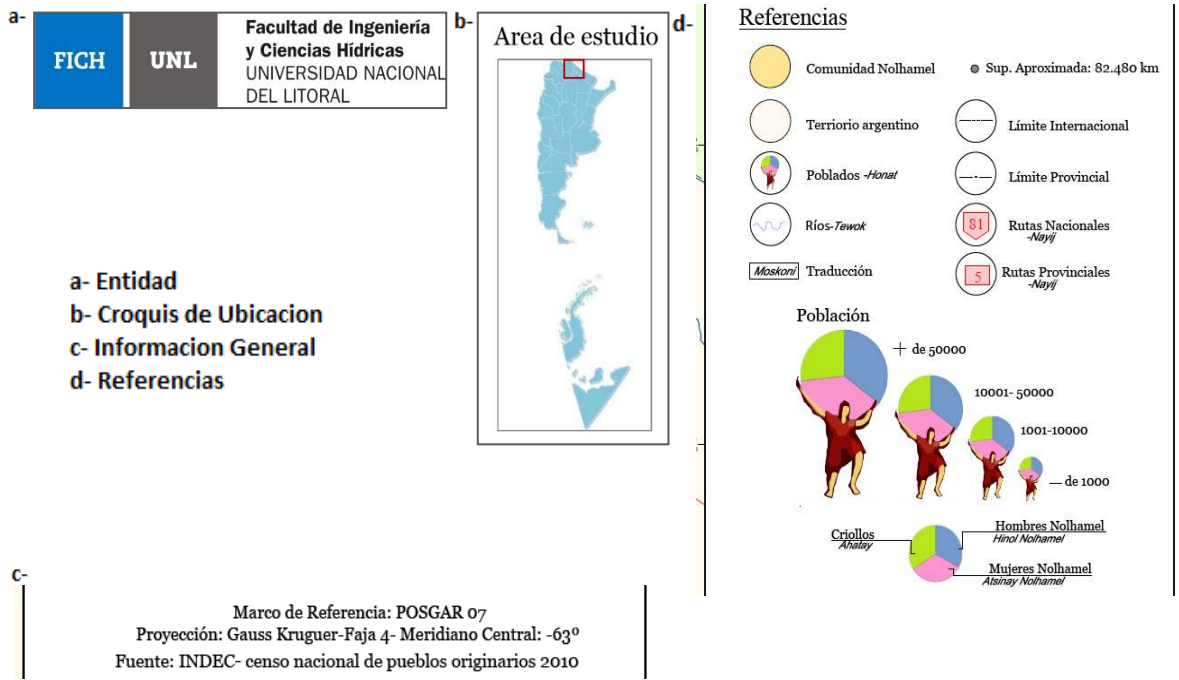 a-
FICH
UNL
Facultad de Ingeniería
y Ciencias Hídricas
UNIVERSIDAD NACIONAL
DEL LITORAL
b-
Area de estudio
a- Entidad
b- Croquis de Ubicacion
c- Informacion General
d- Referencias
c-
Marco de Referencia: POSGAR 07
Proyección: Gauss Kruguer-Faja 4- Meridiano Central: -63º
Fuente: INDEC- censo nacional de pueblos originarios 2010
d-
Referencias
Comunidad Nolhamel
Sup. Aproximada: 82.480 km
Terriorio argentino
Límite Internacional
Poblados -Honat
Límite Provincial
Ríos-Tewok
81
Rutas Nacionales
-Nayij
Moskoni
Traducción
5
Rutas Provinciales
-Nayij
Población
+ de 50000
10001- 50000
1001-10000
— de 1000
Criollos
Ahatay
Hombres Nolhamel
Hinol Nolhamel
Mujeres Nolhamel
Atsinay Nolhamel